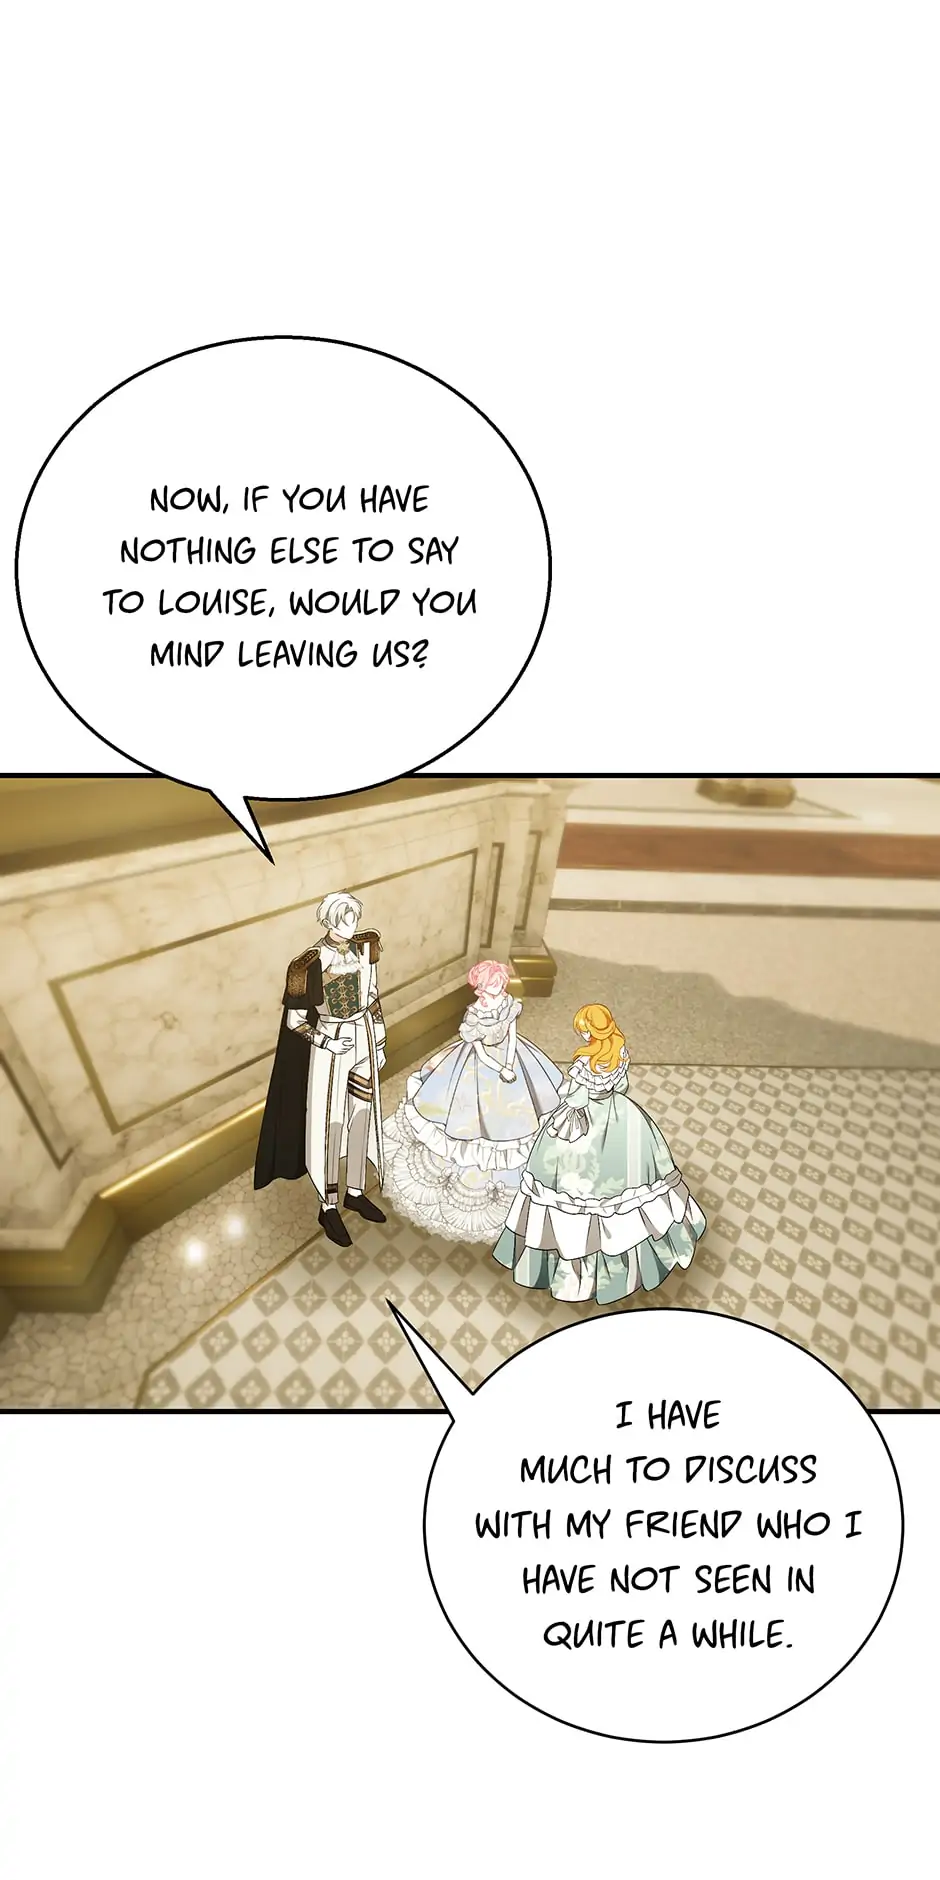 NOW, IF YOU HAVE
NOTHING ELSE TO SAY
TO LOUISE, WOULD YOU
MIND LEAVING US?
I HAVE
MUCH TO DISCUSS
WITH MY FRIEND WHO I
HAVE NOT SEEN IN
QUITE A WHILE.